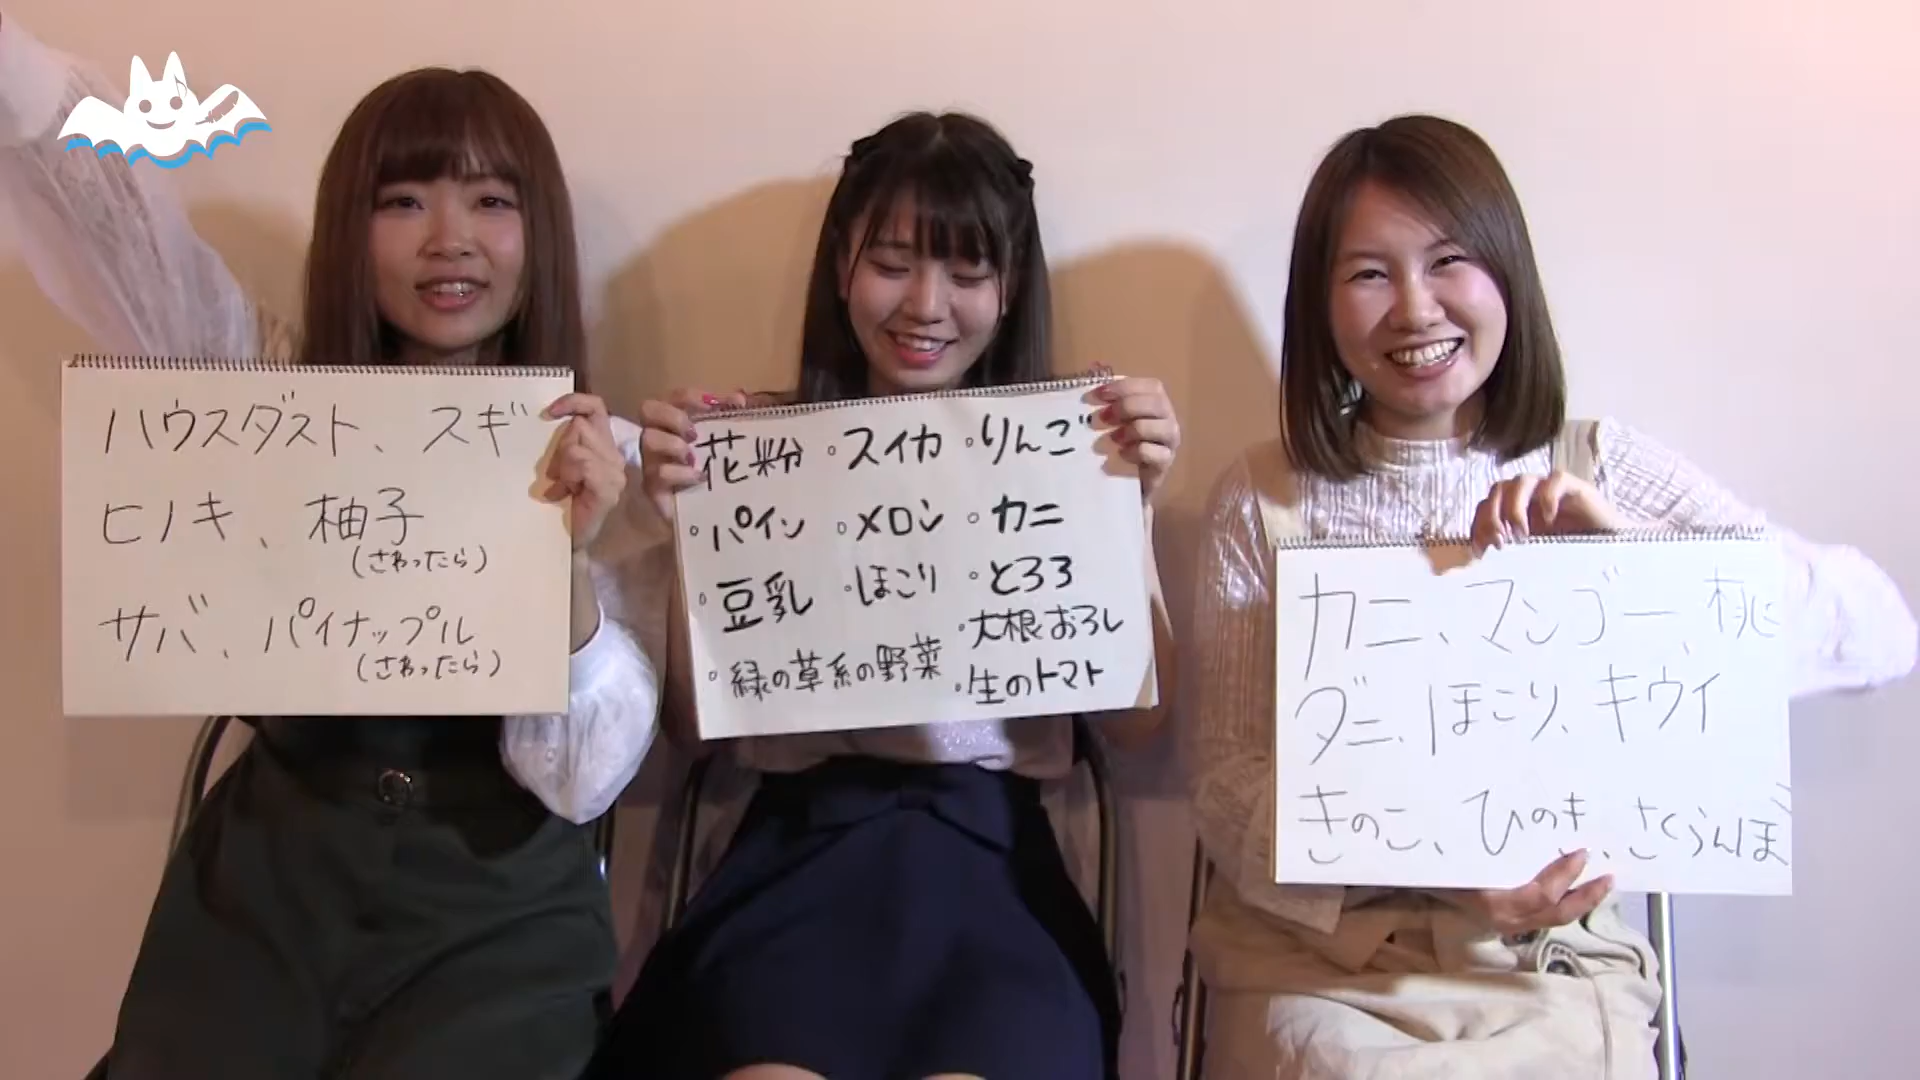 ハウスダスト、スギ
ヒノキ、柚子
(さわったら)
サバ、パイナップル
(さわったら)
花粉 ・スイカ ・りんご
・パイン ・メロン ・カニ
・豆乳 ・ほこり ・とろろ
・大根おろし
・緑の草系の野菜
・生のトマト
カニ、マンゴー、桃
ダニ、ほこり、キウイ
きのこ、ひのき、さくらんぼ